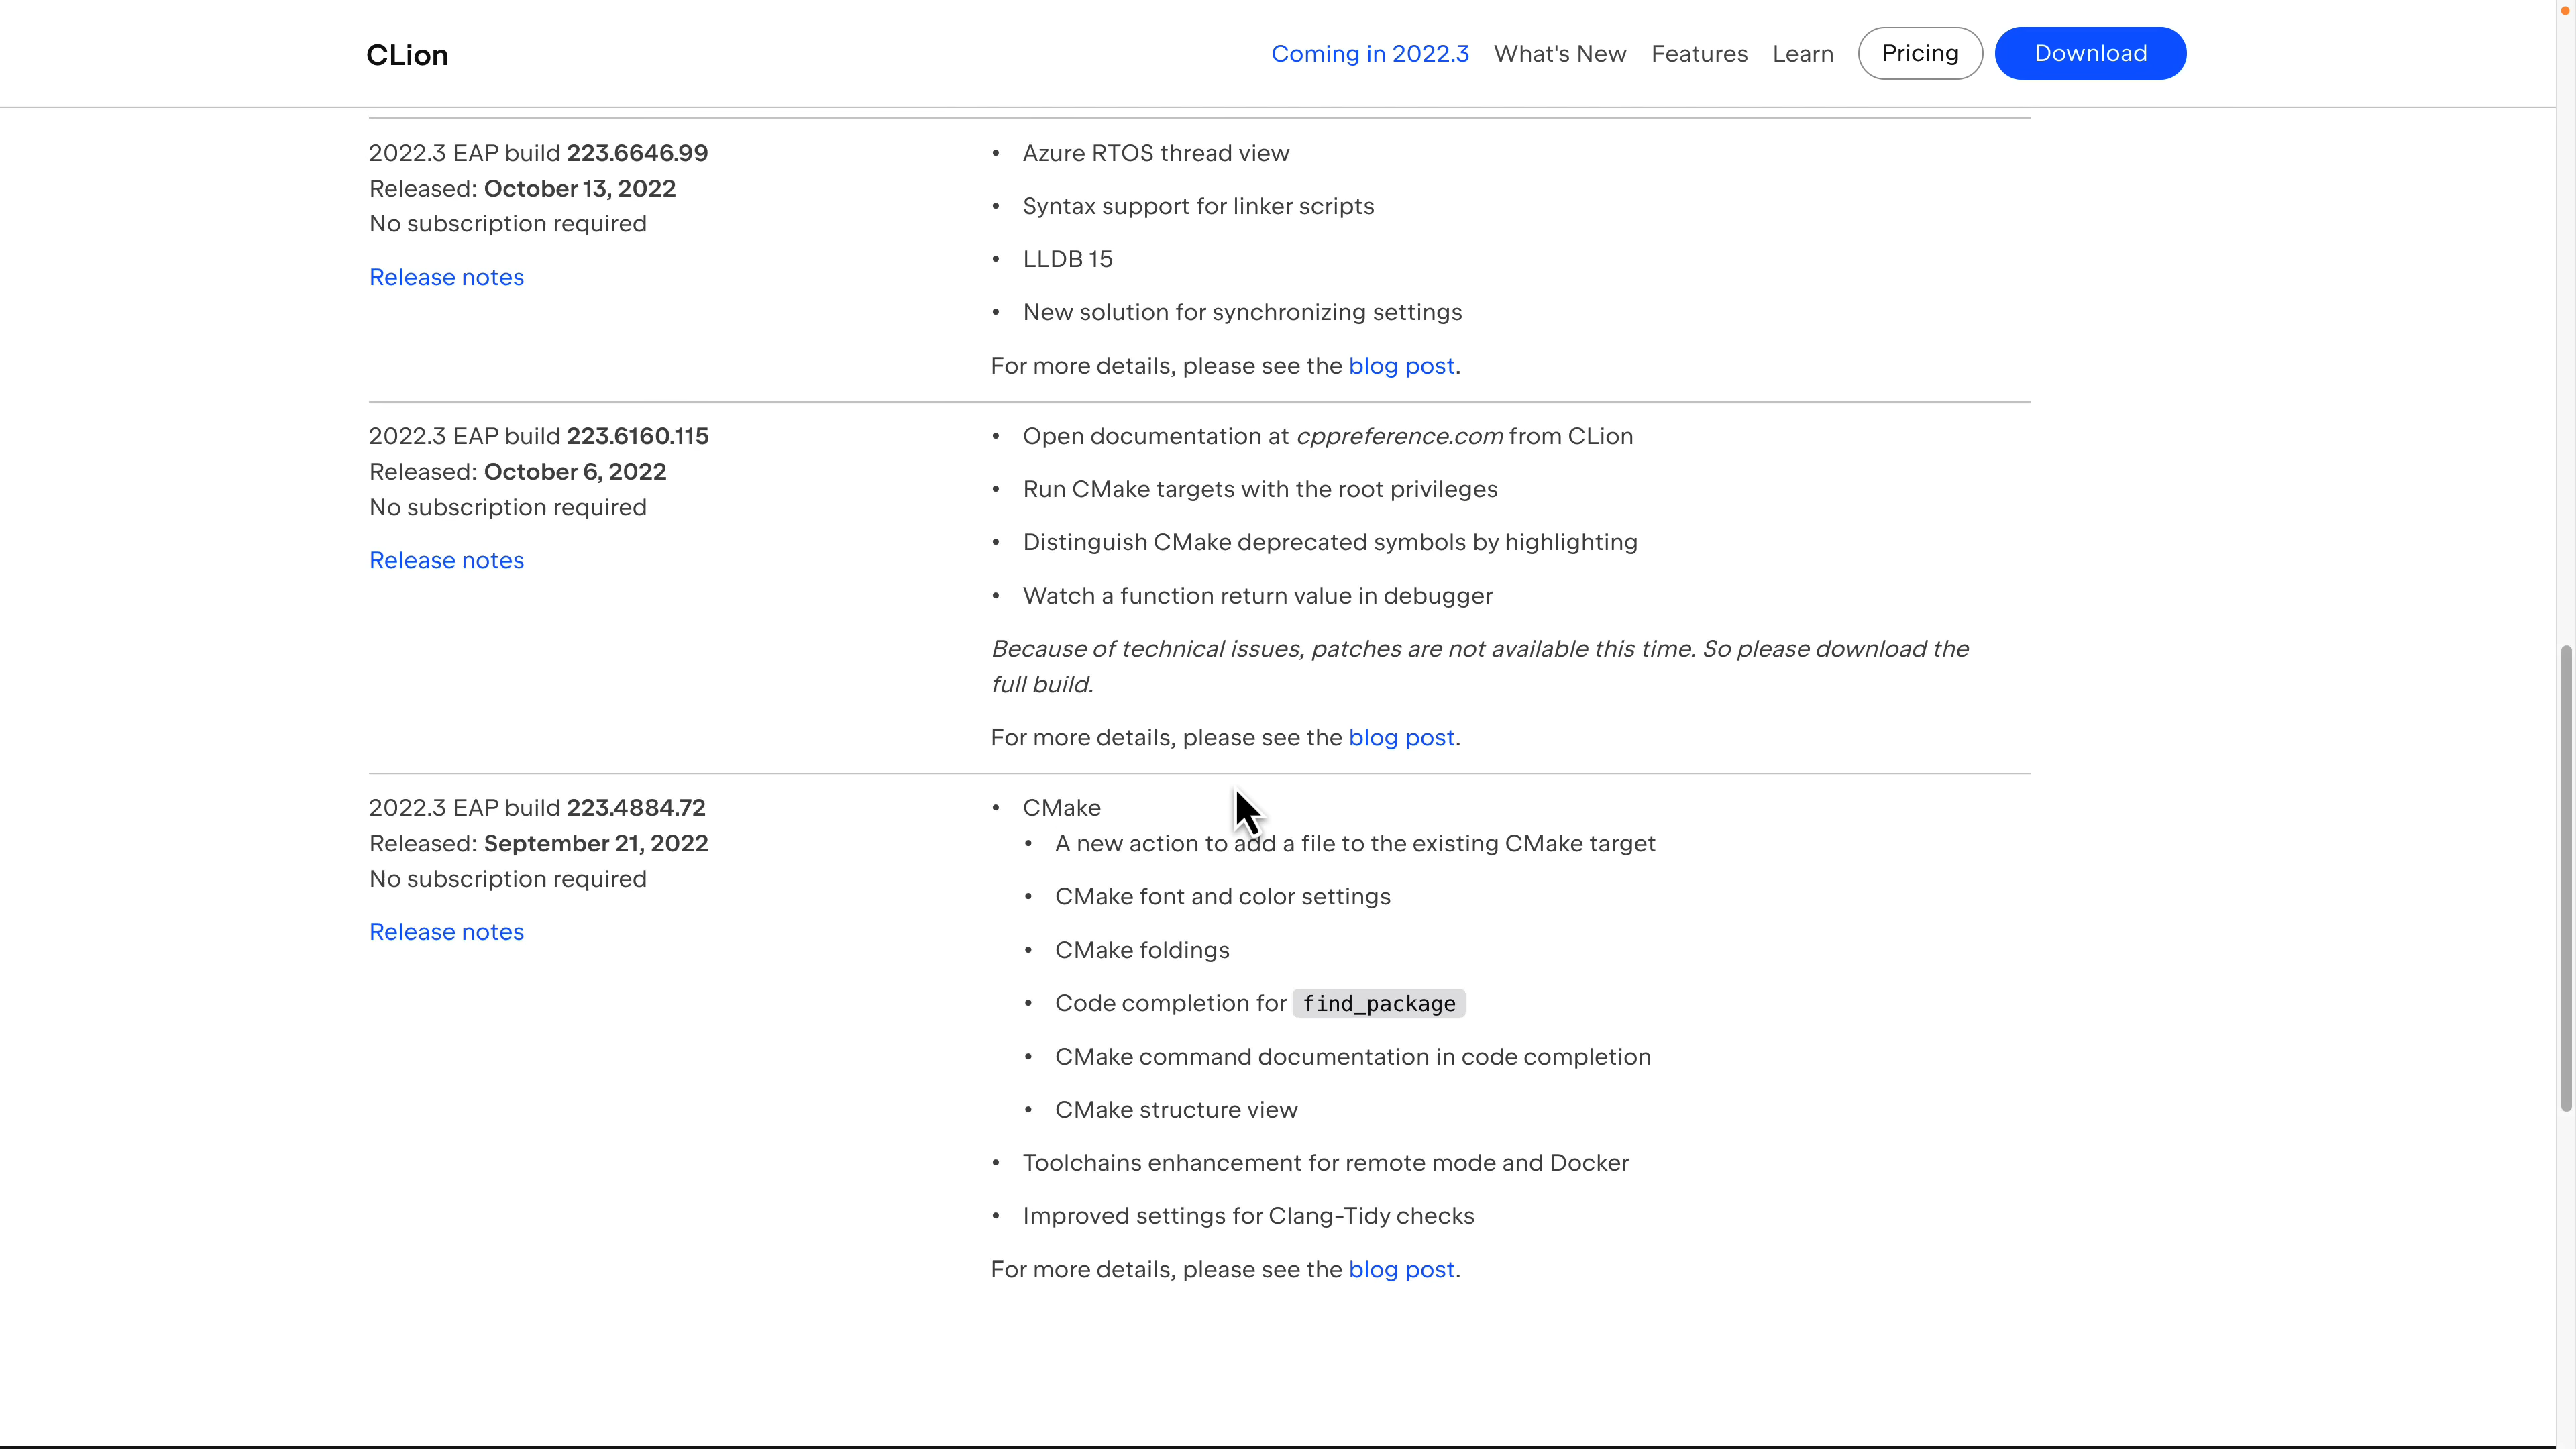 CLion
Coming in 2022.3 What's New Features Learn Pricing Download
2022.3 EAP build 223.6646.99
Released: October 13, 2022
No subscription required
Release notes
• Azure RTOS thread view
• Syntax support for linker scripts
• LLDB 15
• New solution for synchronizing settings
For more details, please see the blog post.
2022.3 EAP build 223.6160.115
Released: October 6, 2022
No subscription required
Release notes
• Open documentation at cppreference.com from CLion
• Run CMake targets with the root privileges
• Distinguish CMake deprecated symbols by highlighting
• Watch a function return value in debugger
Because of technical issues, patches are not available this time. So please download the
full build.
For more details, please see the blog post.
2022.3 EAP build 223.4884.72
Released: September 21, 2022
No subscription required
Release notes
• CMake
• A new action to add a file to the existing CMake target
• CMake font and color settings
• CMake foldings
• Code completion for find_package
• CMake command documentation in code completion
• CMake structure view
• Toolchains enhancement for remote mode and Docker
• Improved settings for Clang-Tidy checks
For more details, please see the blog post.